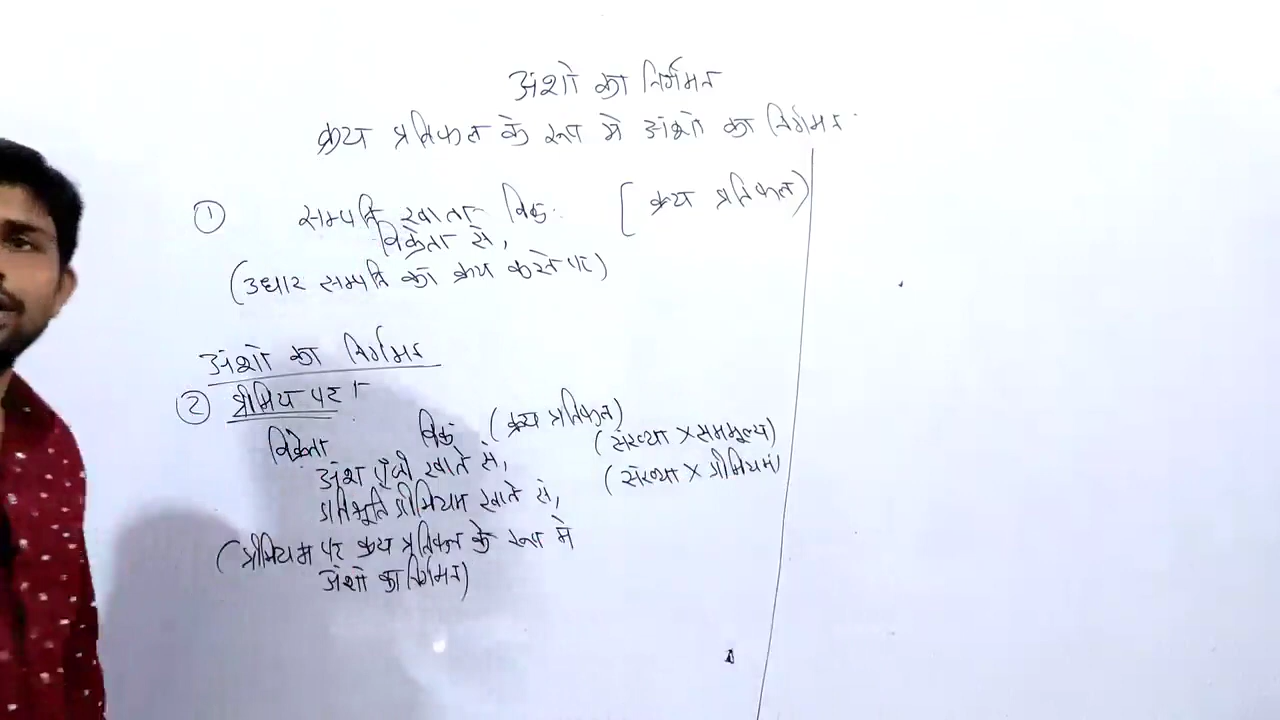 अंशो का निर्गमन
क्रय प्रतिफल के रूप मे अंशो का निर्गमन
① सम्पति खाता विक. [क्रय प्रतिफल)
विक्रेता से,
(उधार सम्पति का क्रय करने पर)
अंशो का निर्गमन
② प्रीमियम पर :-
विक्रेता विक. (क्रय प्रतिफल)
अंश पूँजी खाते से, (संख्या X सममूल्य)
प्रतिभूति प्रीमियम खाते से, (संख्या X प्रीमियम)
(प्रीमियम पर क्रय प्रतिफल के रूप मे
अंशो का निर्गमन)